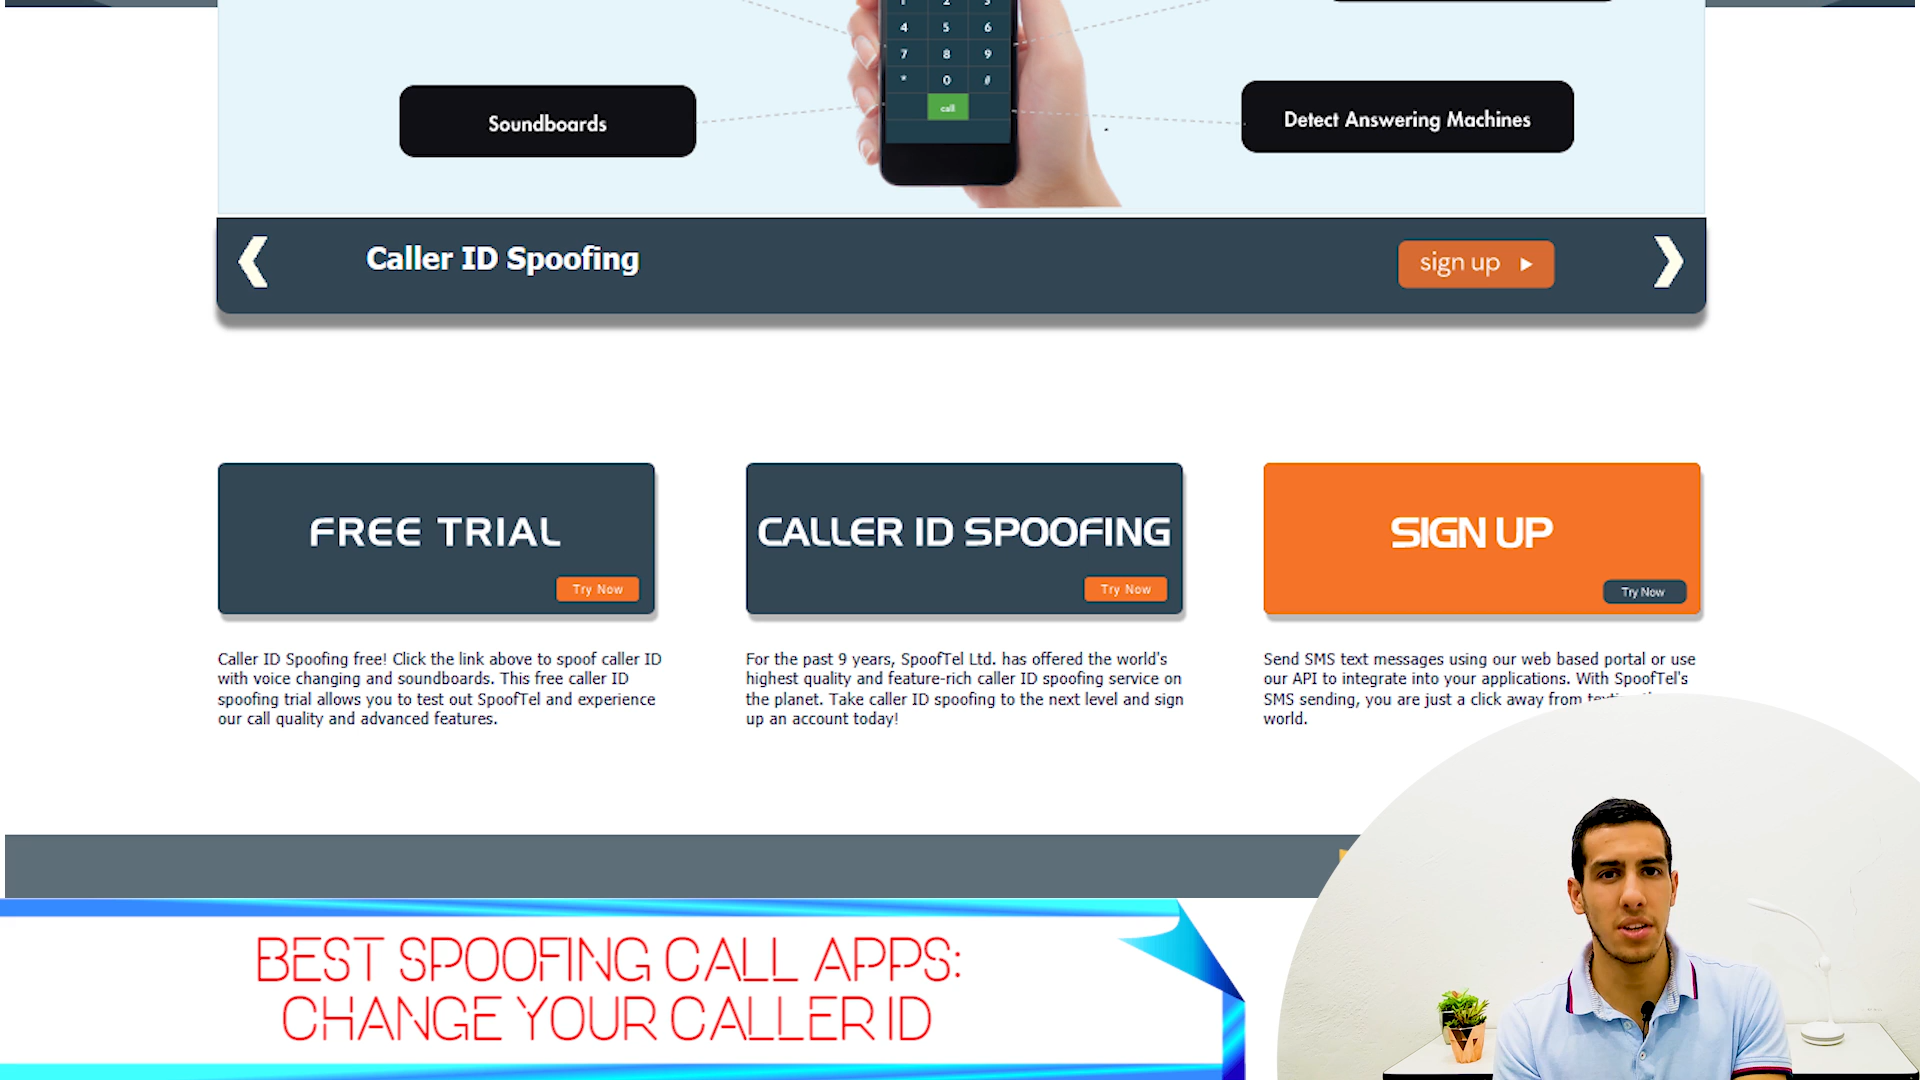 1 2 3
4 5 6
7 8 9
* 0 #
call
Soundboards
Detect Answering Machines
Caller ID Spoofing
sign up
FREE TRIAL
Try Now
CALLER ID SPOOFING
Try Now
SIGN UP
Try Now
Caller ID Spoofing free! Click the link above to spoof caller ID
with voice changing and soundboards. This free caller ID
spoofing trial allows you to test out SpoofTel and experience
our call quality and advanced features.
For the past 9 years, SpoofTel Ltd. has offered the world's
highest quality and feature-rich caller ID spoofing service on
the planet. Take caller ID spoofing to the next level and sign
up an account today!
Send SMS text messages using our web based portal or use
our API to integrate into your applications. With SpoofTel's
SMS sending, you are just a click away from
world.
BEST SPOOFING CALL APPS:
CHANGE YOUR CALLER ID